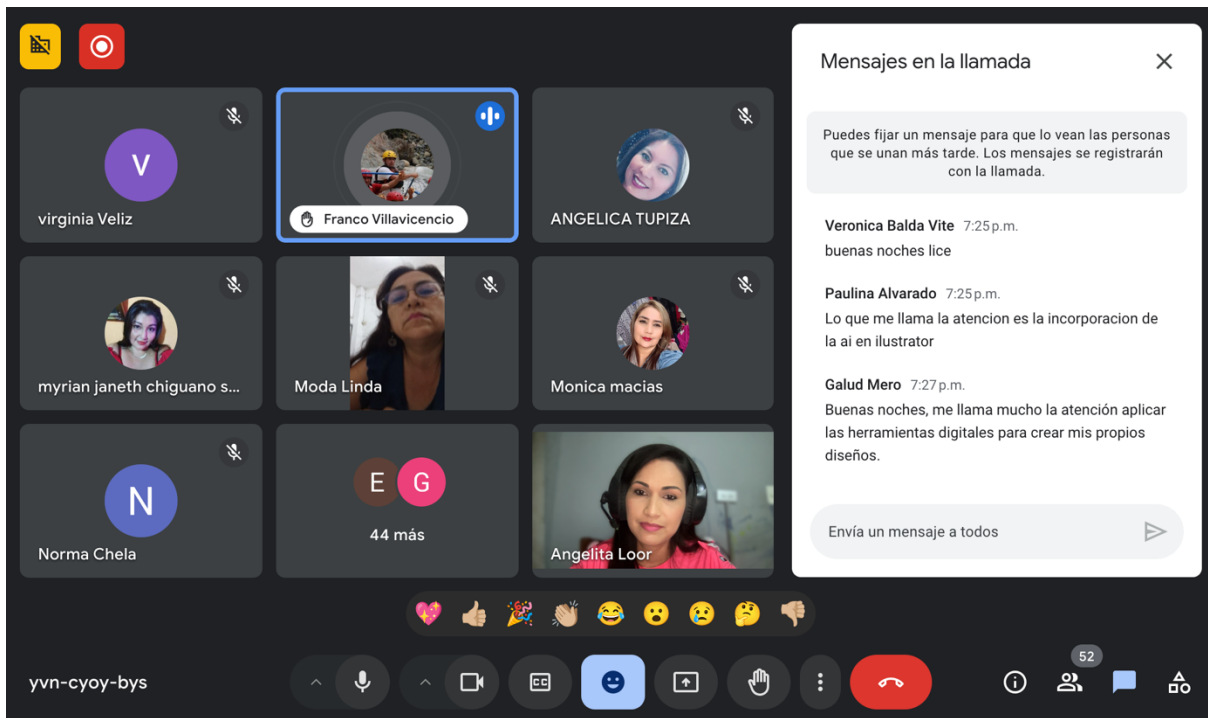 Mensajes en la llamada
Puedes fijar un mensaje para que lo vean las personas
que se unan más tarde. Los mensajes se registrarán
con la llamada.
V
virginia Veliz
Franco Villavicencio
ANGELICA TUPIZA
Veronica Balda Vite 7:25 p.m.
buenas noches lice
Paulina Alvarado 7:25 p.m.
Lo que me llama la atencion es la incorporacion de
la ai en ilustrator
myrian janeth chiguano s...
Moda Linda
Monica macias
Galud Mero 7:27 p.m.
Buenas noches, me llama mucho la atención aplicar
las herramientas digitales para crear mis propios
diseños.
N
Norma Chela
E G
44 más
Angelita Loor
Envía un mensaje a todos
yvn-cyoy-bys
CC
52